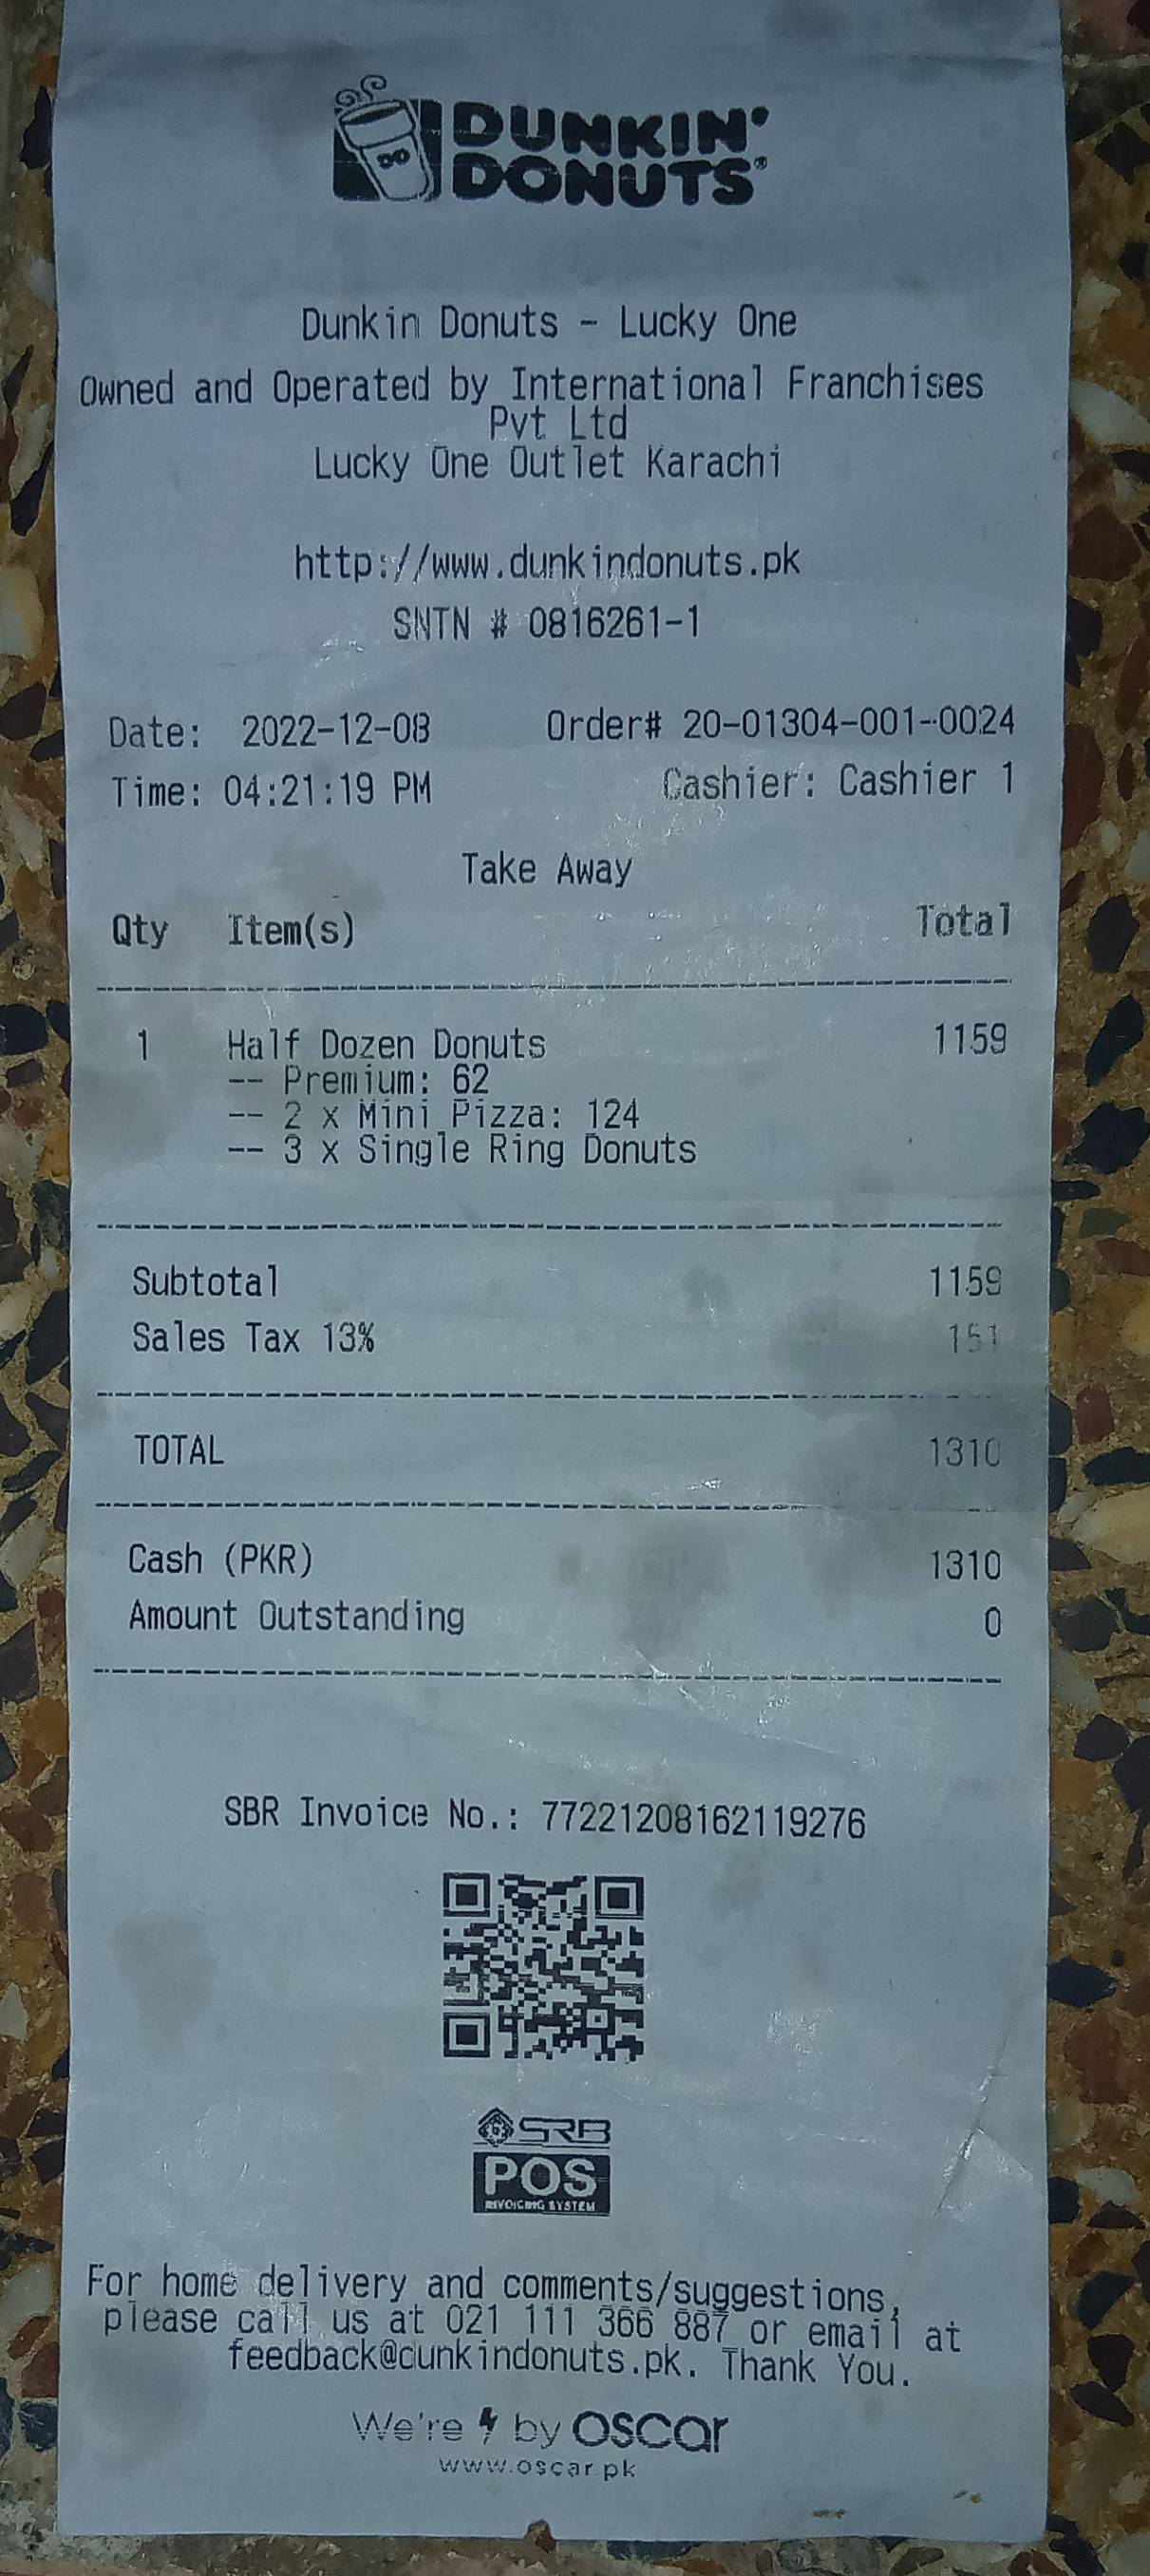 DUNKIN'
DONUTS®
Dunkin Donuts - Lucky One
Owned and Operated by International Franchises
Pvt Ltd
Lucky One Outlet Karachi
http://www.dunkindonuts.pk
SNTN # 0816261-1
Date: 2022-12-08 Order# 20-01304-001-0024
Time: 04:21:19 PM Cashier: Cashier 1
Take Away
Qty Item(s) Total
1 Half Dozen Donuts 1159
-- Premium: 62
-- 2 x Mini Pizza: 124
-- 3 x Single Ring Donuts
Subtotal 1159
Sales Tax 13% 151
TOTAL 1310
Cash (PKR) 1310
Amount Outstanding 0
SBR Invoice No.: 77221208162119276
SRB
POS
INVOICING SYSTEM
For home delivery and comments/suggestions,
please call us at 021 111 366 887 or email at
feedback@dunkindonuts.pk. Thank You.
We're by OSCAR
www.oscar.pk